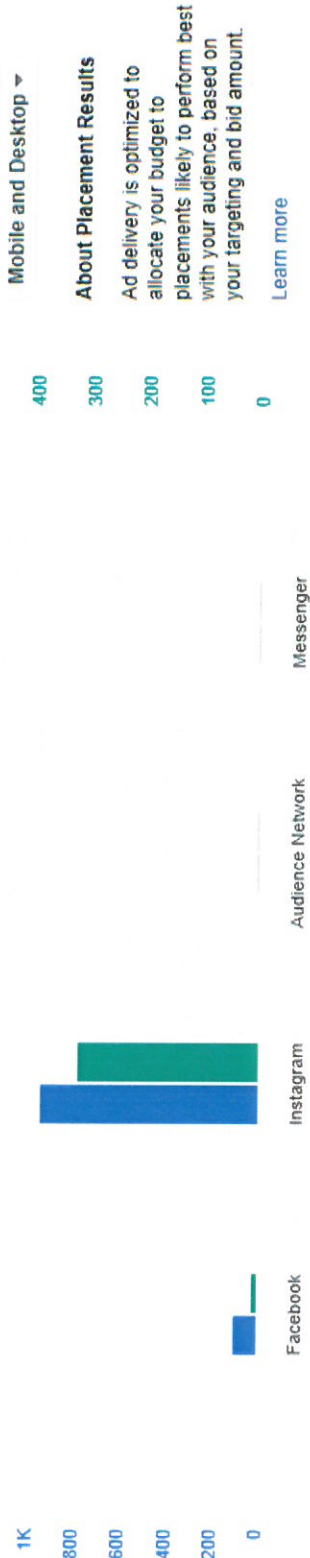 1K
800
600
400
200
0
Facebook
Instagram
Audience Network
Messenger
400
300
200
100
0
Mobile and Desktop
About Placement Results
Ad delivery is optimized to
allocate your budget to
placements likely to perform best
with your audience, based on
your targeting and bid amount.
Learn more